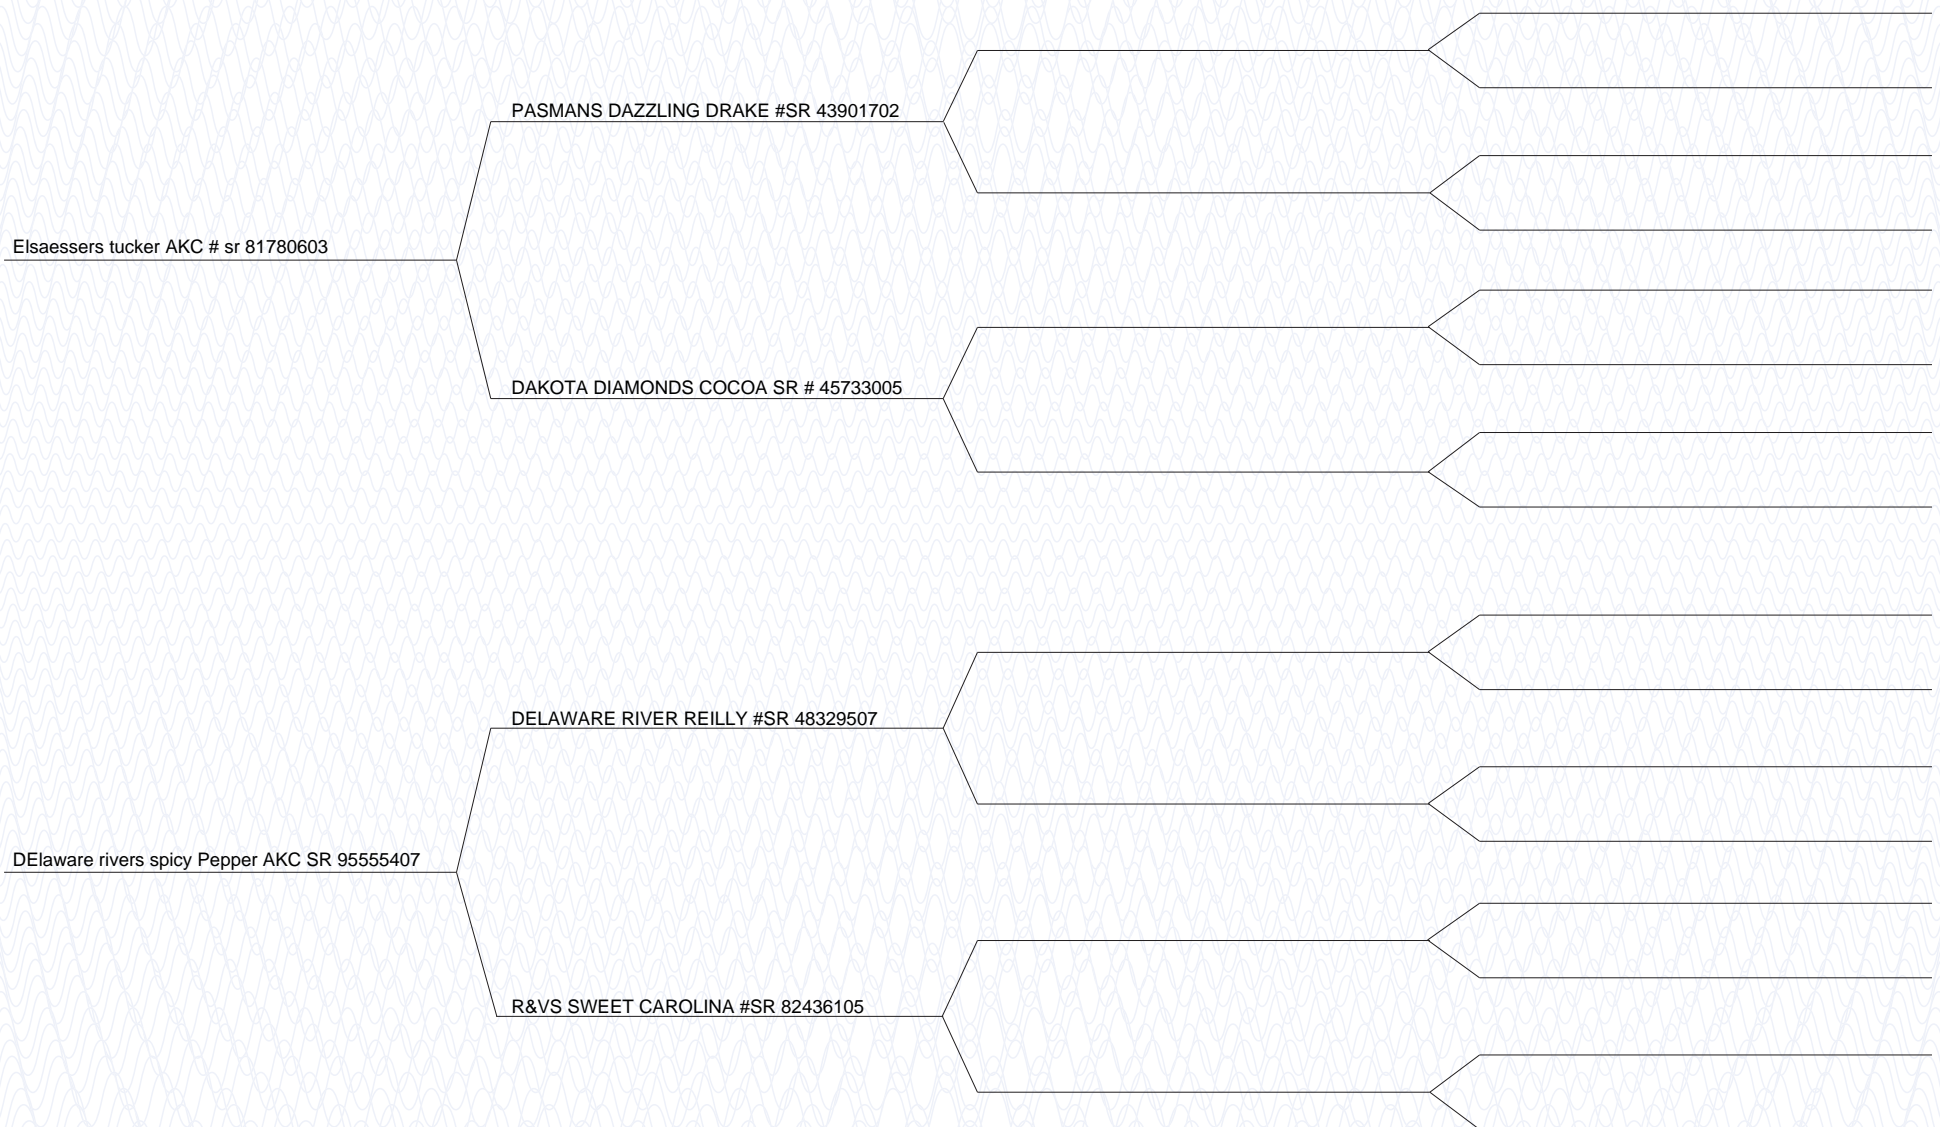 PASMANS DAZZLING DRAKE #SR 43901702
Elsaessers tucker AKC # sr 81780603
DAKOTA DIAMONDS COCOA SR # 45733005
DELAWARE RIVER REILLY #SR 48329507
DElaware rivers spicy Pepper AKC SR 95555407
R&VS SWEET CAROLINA #SR 82436105